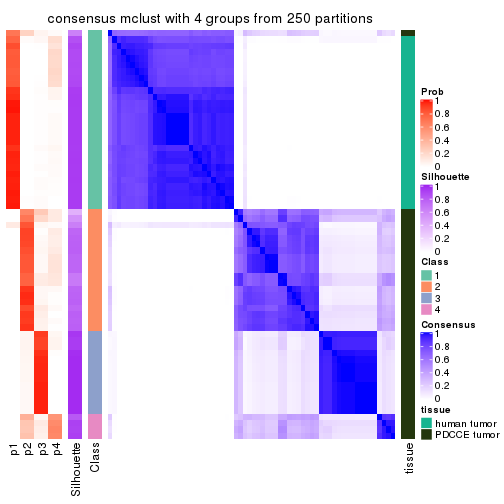 consensus mclust with 4 groups from 250 partitions
Prob
1
0.8
0.6
0.4
0.2
0
Silhouette
1
0.8
0.6
0.4
0.2
0
Class
1
2
3
4
Consensus
1
0.8
0.6
0.4
0.2
0
tissue
human tumor
PDCCE tumor
p1
p2
p3
p4
Silhouette
Class
tissue